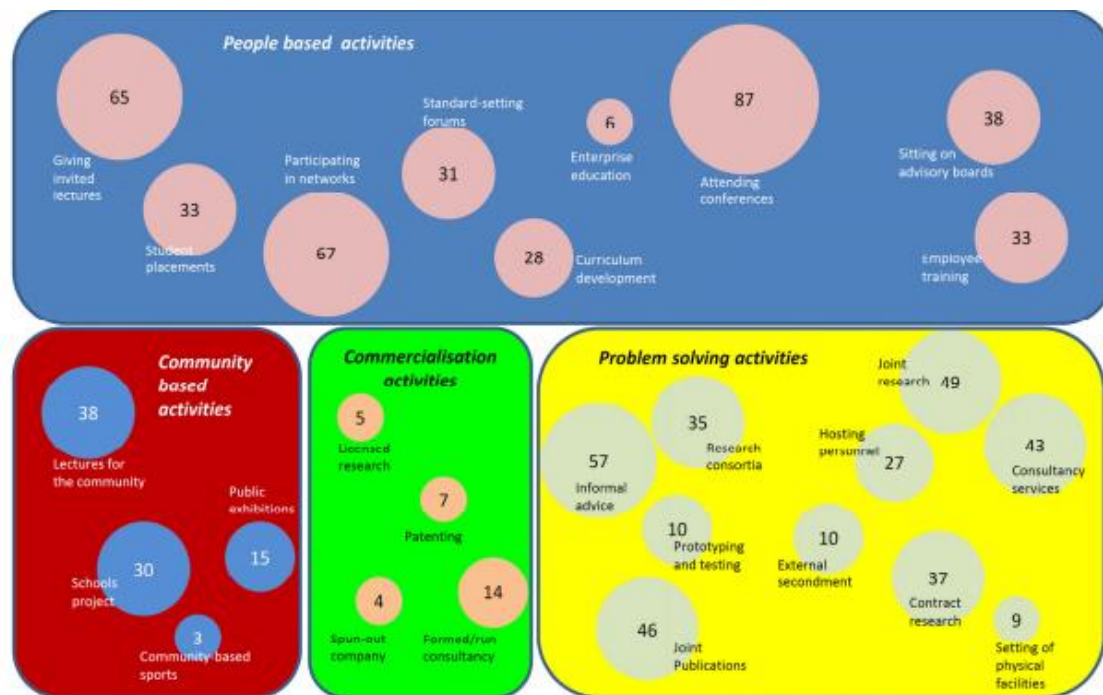 People based activities
65
Giving
invited
lectures
33
Student
placements
Participating
in networks
67
Standard-setting
forums
31
28
Curriculum
development
6
Enterprise
education
87
Attending
conferences
38
Sitting on
advisory boards
33
Employee
training
Community
based
activities
38
Lectures for
the community
Public
exhibitions
15
30
Schools
project
3
Community-based
sports
Commercialisation
activities
5
Licensed
research
7
Patenting
4
Spun-out
company
14
Formed/run
consultancy
Problem solving activities
57
Informal
advice
35
Research
consortia
Joint
research
49
Hosting
personnel
27
43
Consultancy
services
10
Prototyping
and testing
10
External
secondment
37
Contract
research
46
Joint
Publications
9
Setting of
physical
facilities